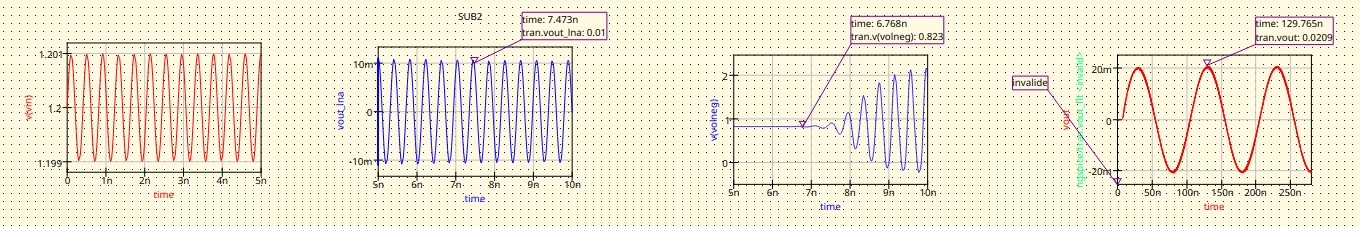 SUB2
time: 7.473n
tran.vout_lna: 0.01
1.201
1.2
1.199
v(vin)
0 1n 2n 3n 4n 5n
time
10m
0
-10m
vout_lna
5n 6n 7n 8n 9n 10n
time
time: 6.768n
tran.v(volneg): 0.823
2
1
0
v(volneg)
5n 6n 7n 8n 9n 10n
time
time: 129.765n
tran.vout: 0.0209
invalide
vout
20m
0
-20m
0 50n 100n 150n 200n 250n
time